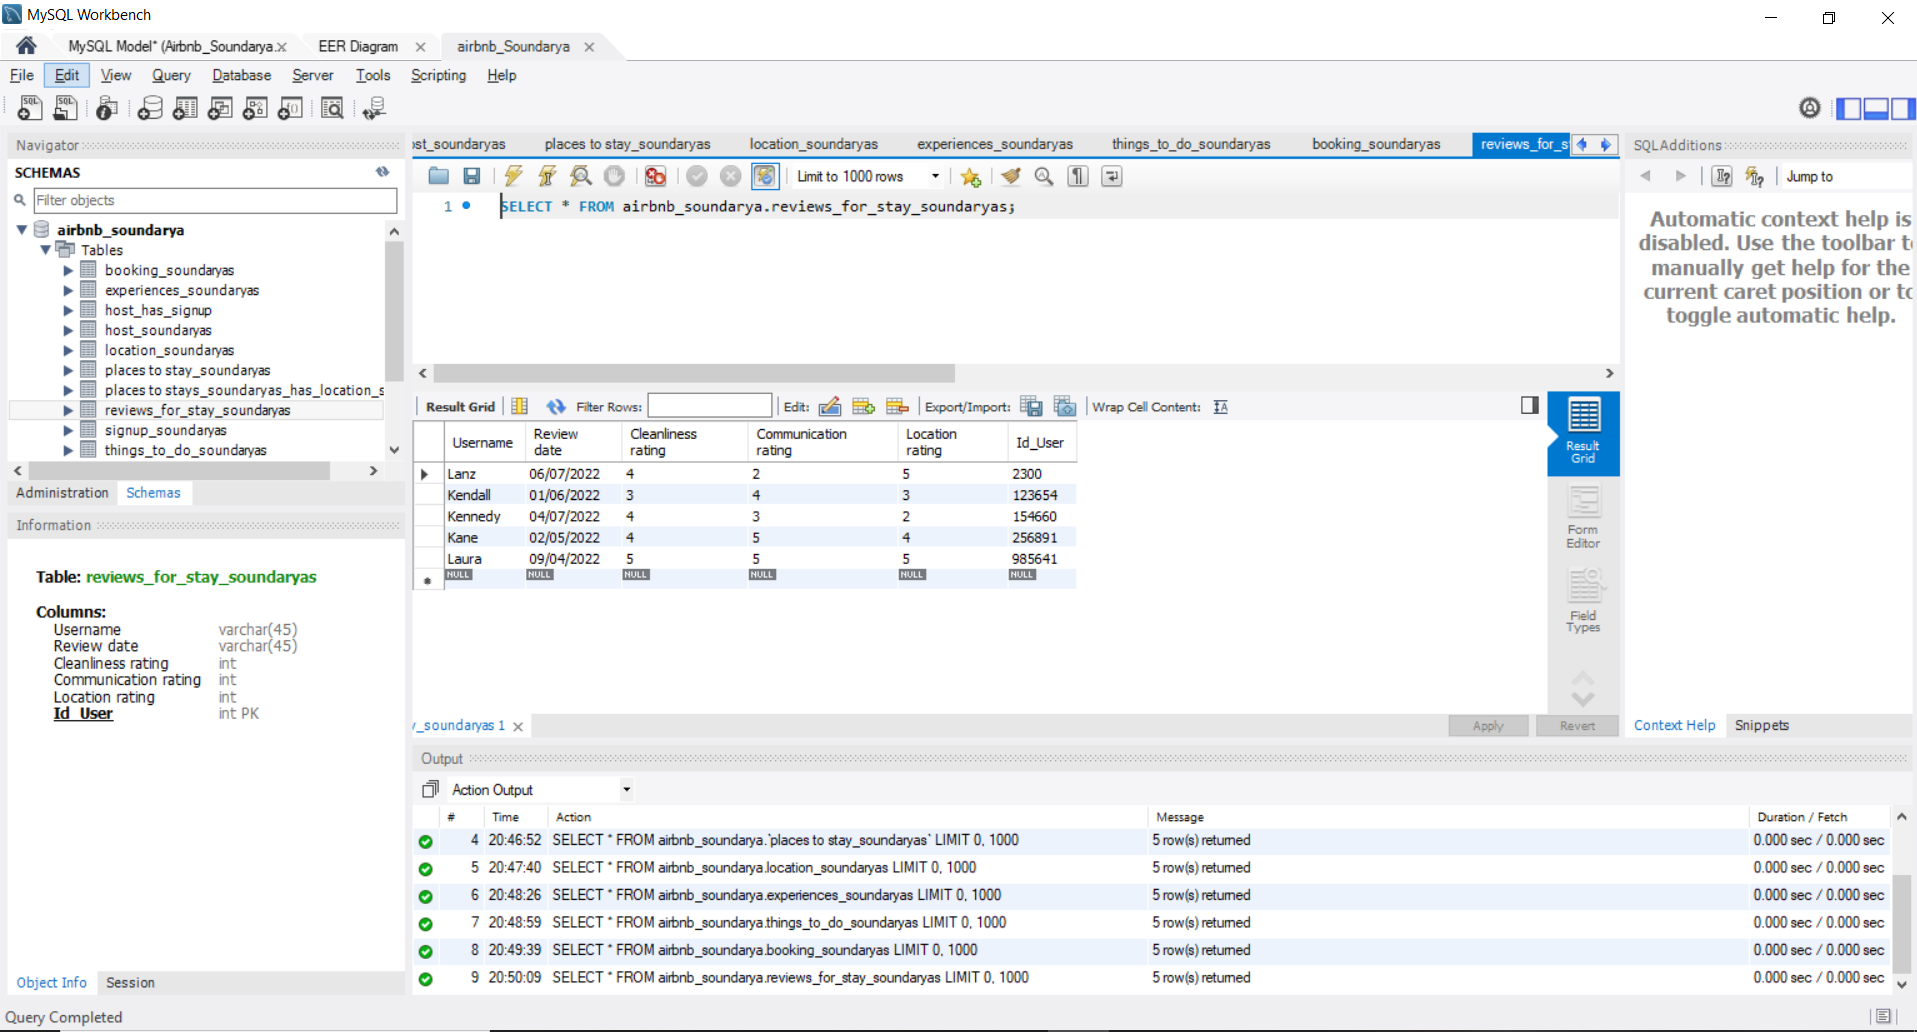 MySQL Workbench
MySQL Model* (Airbnb_Soundarya.× EER Diagram × airbnb_Soundarya ×
File Edit View Query Database Server Tools Scripting Help
Navigator
SCHEMAS
Filter objects
airbnb_soundarya
Tables
booking_soundaryas
experiences_soundaryas
host_has_signup
host_soundaryas
location_soundaryas
places to stay_soundaryas
places to stays_soundaryas_has_location_s
reviews_for_stay_soundaryas
signup_soundaryas
things_to_do_soundaryas
Administration Schemas
Information
Table: reviews_for_stay_soundaryas
Columns:
Username varchar(45)
Review date varchar(45)
Cleanliness rating int
Communication rating int
Location rating int
Id_User int PK
Object Info Session
Query Completed
ost_soundaryas places to stay_soundaryas location_soundaryas experiences_soundaryas things_to_do_soundaryas booking_soundaryas reviews_for_s
Limit to 1000 rows
1 SELECT * FROM airbnb_soundarya.reviews_for_stay_soundaryas;
Result Grid Filter Rows: Edit: Export/Import: Wrap Cell Content:
Username Review date Cleanliness rating Communication rating Location rating Id_User
Lanz 06/07/2022 4 2 5 2300
Kendall 01/06/2022 3 4 3 123654
Kennedy 04/07/2022 4 3 2 154660
Kane 02/05/2022 4 5 4 256891
Laura 09/04/2022 5 5 5 985641
NULL NULL NULL NULL NULL NULL
Result Grid
Form Editor
Field Types
y_soundaryas 1 × Apply Revert
SQLAdditions
Jump to
Automatic context help is
disabled. Use the toolbar to
manually get help for the
current caret position or to
toggle automatic help.
Context Help Snippets
Output
Action Output
# Time Action Message Duration / Fetch
4 20:46:52 SELECT * FROM airbnb_soundarya.`places to stay_soundaryas` LIMIT 0, 1000 5 row(s) returned 0.000 sec / 0.000 sec
5 20:47:40 SELECT * FROM airbnb_soundarya.location_soundaryas LIMIT 0, 1000 5 row(s) returned 0.000 sec / 0.000 sec
6 20:48:26 SELECT * FROM airbnb_soundarya.experiences_soundaryas LIMIT 0, 1000 5 row(s) returned 0.000 sec / 0.000 sec
7 20:48:59 SELECT * FROM airbnb_soundarya.things_to_do_soundaryas LIMIT 0, 1000 5 row(s) returned 0.000 sec / 0.000 sec
8 20:49:39 SELECT * FROM airbnb_soundarya.booking_soundaryas LIMIT 0, 1000 5 row(s) returned 0.000 sec / 0.000 sec
9 20:50:09 SELECT * FROM airbnb_soundarya.reviews_for_stay_soundaryas LIMIT 0, 1000 5 row(s) returned 0.000 sec / 0.000 sec